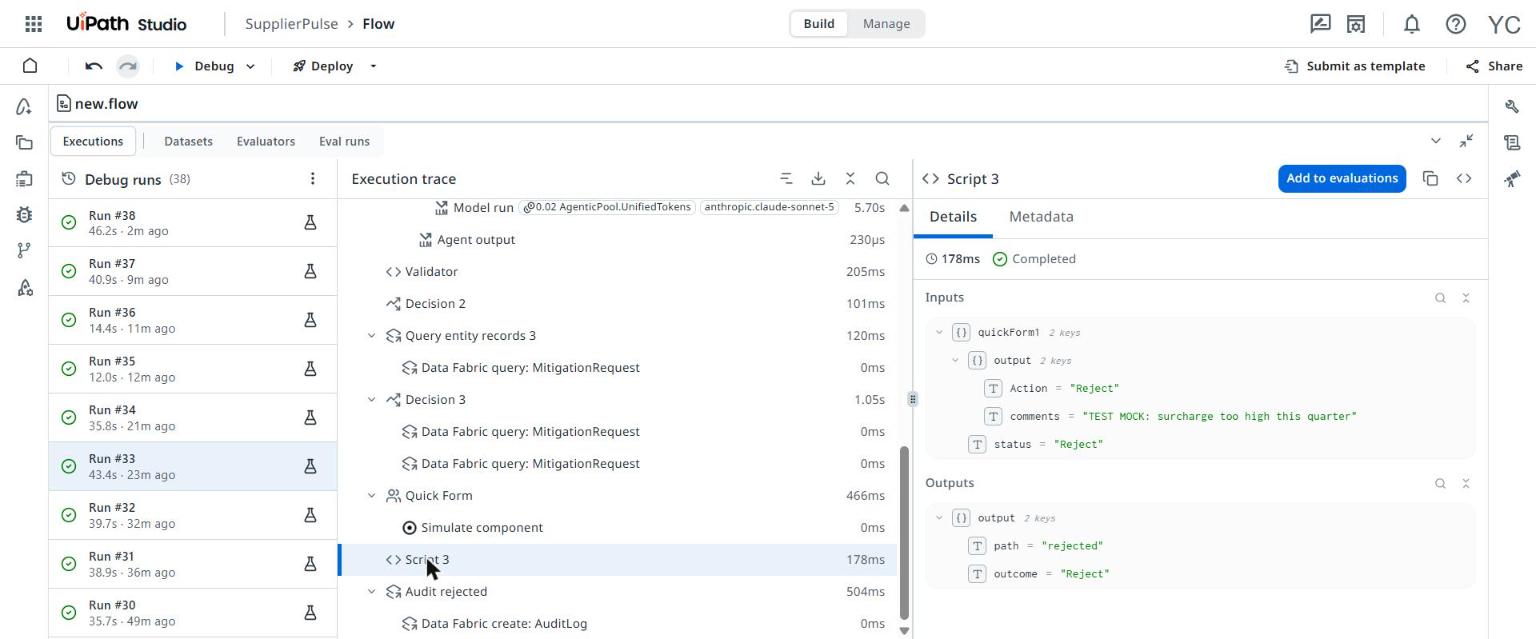 UiPath Studio SupplierPulse > Flow Build Manage YC
Debug Deploy Submit as template Share
new.flow
Executions Datasets Evaluators Eval runs
Debug runs (38)
Run #38
46.2s · 2m ago
Run #37
40.9s · 9m ago
Run #36
14.4s · 11m ago
Run #35
12.0s · 12m ago
Run #34
35.8s · 21m ago
Run #33
43.4s · 23m ago
Run #32
39.7s · 32m ago
Run #31
38.9s · 36m ago
Run #30
35.7s · 49m ago
Execution trace
Model run 0.02 AgenticPool.UnifiedTokens anthropic.claude-sonnet-5 5.70s
Agent output 230µs
Validator 205ms
Decision 2 101ms
Query entity records 3 120ms
Data Fabric query: MitigationRequest 0ms
Decision 3 1.05s
Data Fabric query: MitigationRequest 0ms
Data Fabric query: MitigationRequest 0ms
Quick Form 466ms
Simulate component 0ms
Script 3 178ms
Audit rejected 504ms
Data Fabric create: AuditLog 0ms
Script 3 Add to evaluations
Details Metadata
178ms Completed
Inputs
{} quickForm1 2 keys
{} output 2 keys
T Action = "Reject"
T comments = "TEST MOCK: surcharge too high this quarter"
T status = "Reject"
Outputs
{} output 2 keys
T path = "rejected"
T outcome = "Reject"